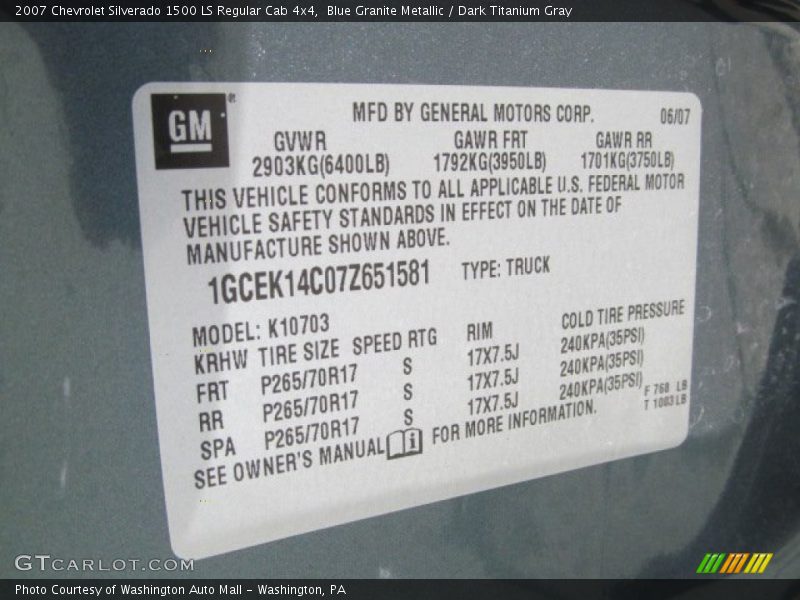 2007 Chevrolet Silverado 1500 LS Regular Cab 4x4,  Blue Granite Metallic / Dark Titanium Gray
GM ®
MFD BY GENERAL MOTORS CORP. 06/07
GVWR GAWR FRT GAWR RR
2903KG(6400LB) 1792KG(3950LB) 1701KG(3750LB)
THIS VEHICLE CONFORMS TO ALL APPLICABLE U.S. FEDERAL MOTOR
VEHICLE SAFETY STANDARDS IN EFFECT ON THE DATE OF
MANUFACTURE SHOWN ABOVE.
1GCEK14C07Z651581 TYPE: TRUCK
MODEL: K10703
KRHW TIRE SIZE SPEED RTG RIM COLD TIRE PRESSURE
FRT P265/70R17 S 17X7.5J 240KPA(35PSI)
RR P265/70R17 S 17X7.5J 240KPA(35PSI)
SPA P265/70R17 S 17X7.5J 240KPA(35PSI)
F 768 LB
T 1003 LB
SEE OWNER'S MANUAL i FOR MORE INFORMATION.
GTCARLOT.COM
Photo Courtesy of Washington Auto Mall - Washington, PA